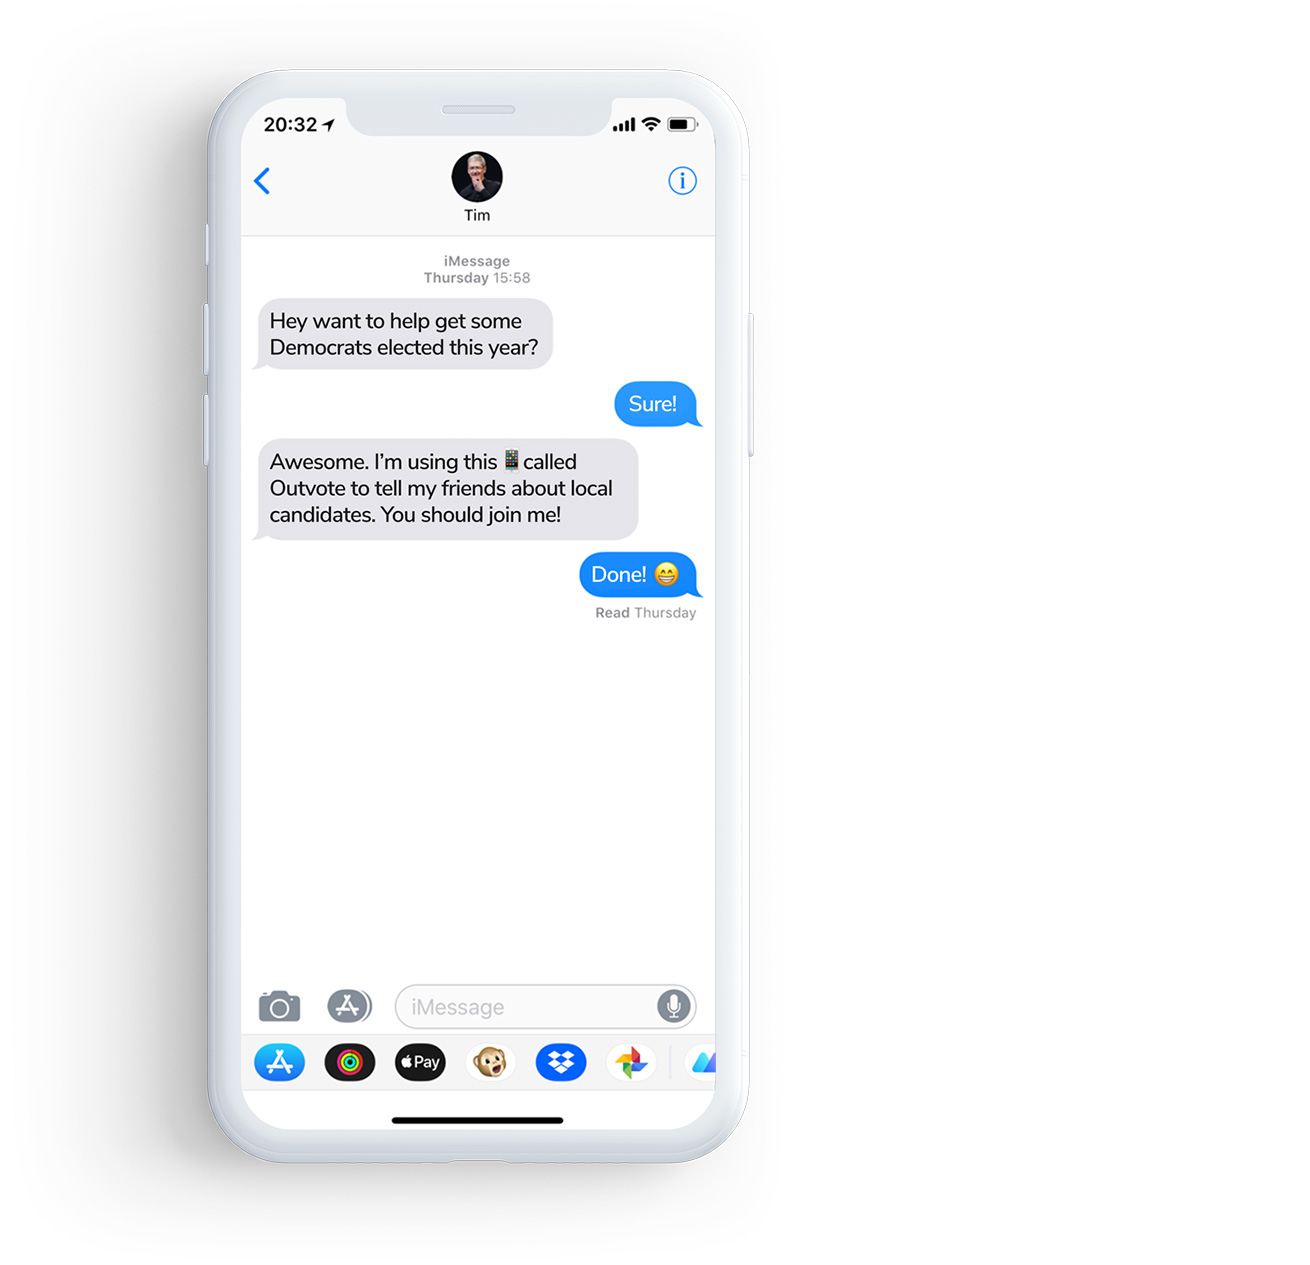 20:32
Tim
iMessage
Thursday 15:58
Hey want to help get some
Democrats elected this year?
Sure!
Awesome. I'm using this 📱called
Outvote to tell my friends about local
candidates. You should join me!
Done! 😁
Read Thursday
iMessage
Pay